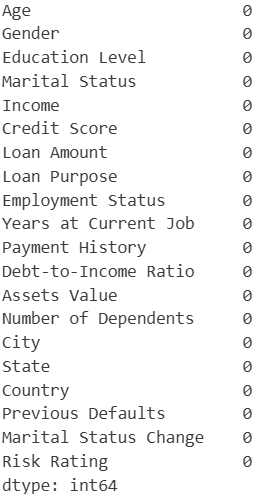 Age 0
Gender 0
Education Level 0
Marital Status 0
Income 0
Credit Score 0
Loan Amount 0
Loan Purpose 0
Employment Status 0
Years at Current Job 0
Payment History 0
Debt-to-Income Ratio 0
Assets Value 0
Number of Dependents 0
City 0
State 0
Country 0
Previous Defaults 0
Marital Status Change 0
Risk Rating 0
dtype: int64